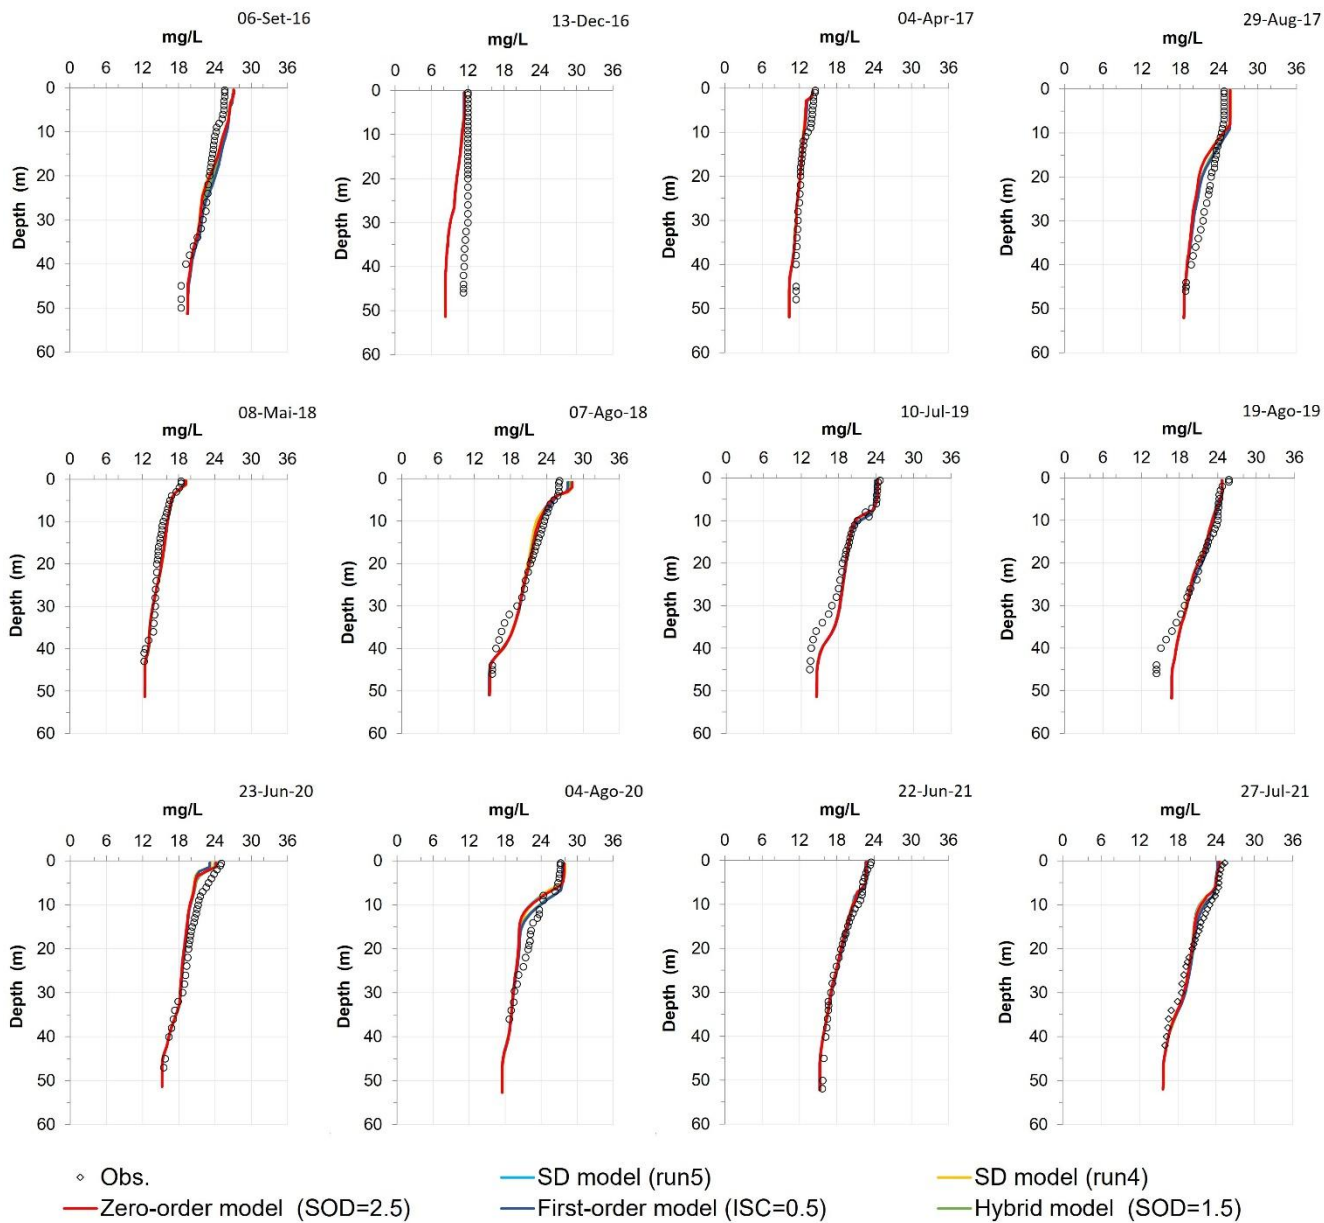 06-Set-16
mg/L
0 6 12 18 24 30 36
0
10
20
30
40
50
60
Depth (m)
13-Dec-16
mg/L
0 6 12 18 24 30 36
0
10
20
30
40
50
60
Depth (m)
04-Apr-17
mg/L
0 6 12 18 24 30 36
0
10
20
30
40
50
60
Depth (m)
29-Aug-17
mg/L
0 6 12 18 24 30 36
0
10
20
30
40
50
60
Depth (m)
08-Mai-18
mg/L
0 6 12 18 24 30 36
0
10
20
30
40
50
60
Depth (m)
07-Ago-18
mg/L
0 6 12 18 24 30 36
0
10
20
30
40
50
60
Depth (m)
10-Jul-19
mg/L
0 6 12 18 24 30 36
0
10
20
30
40
50
60
Depth (m)
19-Ago-19
mg/L
0 6 12 18 24 30 36
0
10
20
30
40
50
60
Depth (m)
23-Jun-20
mg/L
0 6 12 18 24 30 36
0
10
20
30
40
50
60
Depth (m)
04-Ago-20
mg/L
0 6 12 18 24 30 36
0
10
20
30
40
50
60
Depth (m)
22-Jun-21
mg/L
0 6 12 18 24 30 36
0
10
20
30
40
50
60
Depth (m)
27-Jul-21
mg/L
0 6 12 18 24 30 36
0
10
20
30
40
50
60
Depth (m)
Obs. SD model (run5) SD model (run4)
Zero-order model (SOD=2.5) First-order model (ISC=0.5) Hybrid model (SOD=1.5)